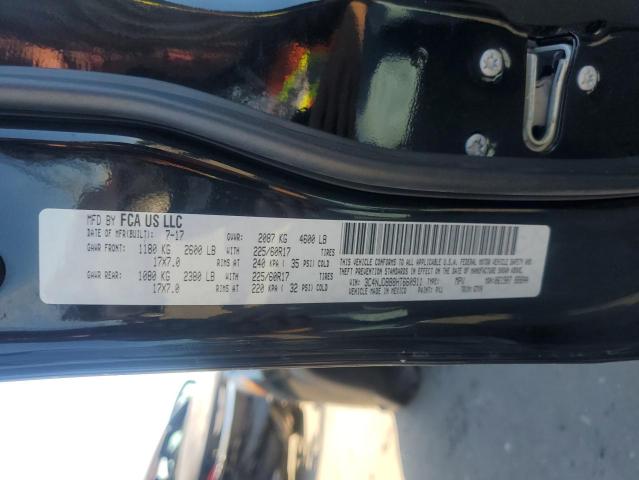 MFD BY FCA US LLC
DATE OF MFR(BUILT): 7-17 GVWR: 2087 KG 4600 LB
GAWR FRONT: 1180 KG 2600 LB WITH 225/60R17 TIRES
17X7.0 RIMS AT 240 KPA ( 35 PSI) COLD
GAWR REAR: 1080 KG 2380 LB WITH 225/60R17 TIRES
17X7.0 RIMS AT 220 KPA ( 32 PSI) COLD
THIS VEHICLE CONFORMS TO ALL APPLICABLE U.S.A. FEDERAL MOTOR VEHICLE SAFETY AND
THEFT PREVENTION STANDARDS IN EFFECT ON THE DATE OF MANUFACTURE SHOWN ABOVE.
VIN: TYPE: MPV
VEHICLE MADE IN MEXICO PAINT: TRIM: